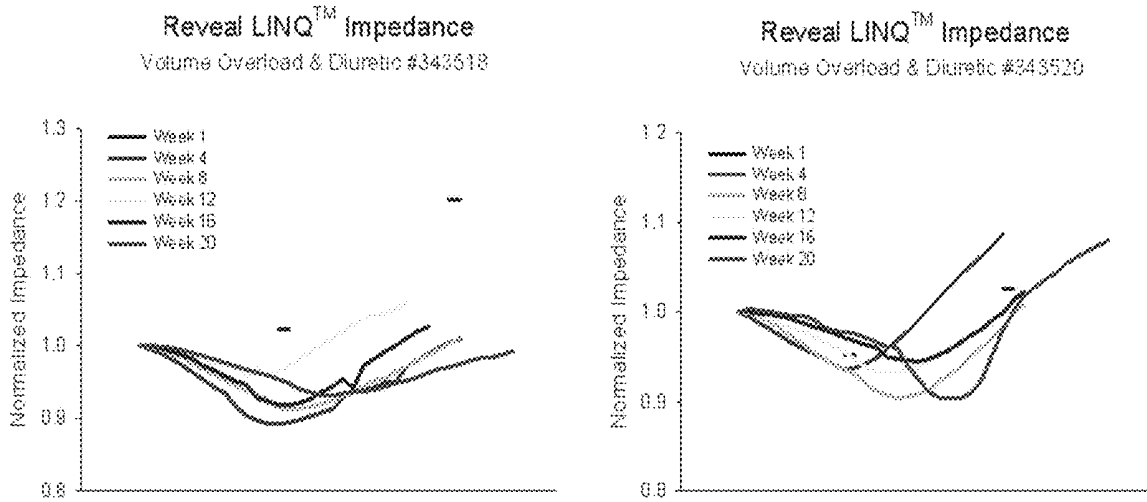 Reveal LINQ™ Impedance
Volume Overload & Diuretic #343518
Normalized Impedance
1.3
1.2
1.1
1.0
0.9
0.8
Week 1
Week 4
Week 8
Week 12
Week 16
Week 20
Reveal LINQ™ Impedance
Volume Overload & Diuretic #343520
Normalized Impedance
1.2
1.1
1.0
0.9
0.8
Week 1
Week 4
Week 8
Week 12
Week 16
Week 20